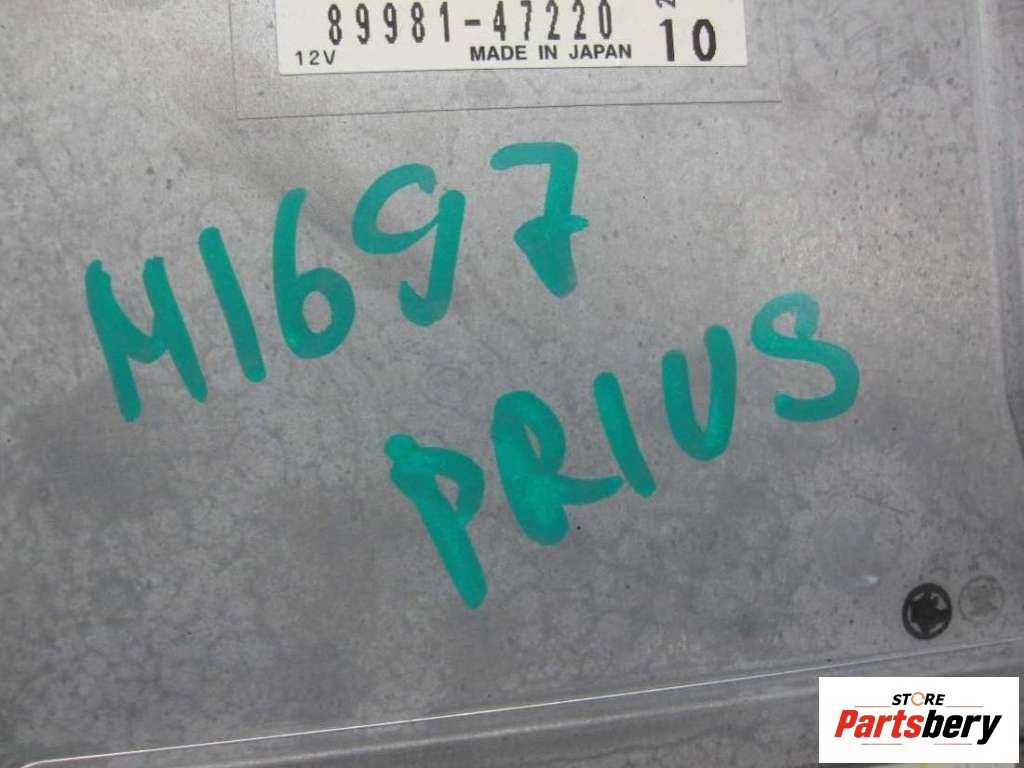 89981-47220
12V MADE IN JAPAN 10
M1697
PRIUS
STORE
Partsbery